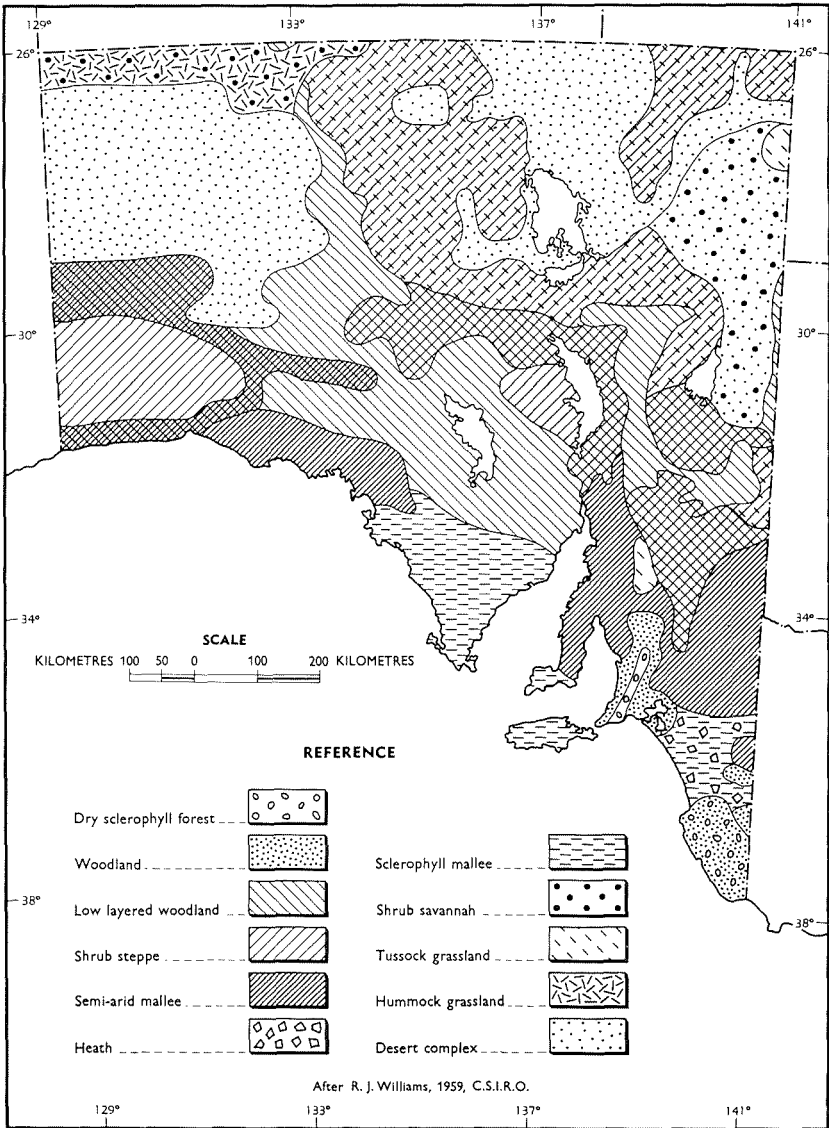 129° 133° 137° 141°
26° 26°
30° 30°
34° 34°
SCALE
KILOMETRES 100 50 0 100 200 KILOMETRES
REFERENCE
Dry sclerophyll forest
Woodland
Low layered woodland
Shrub steppe
Semi-arid mallee
Heath
Sclerophyll mallee
Shrub savannah
Tussock grassland
Hummock grassland
Desert complex
38° 38°
After R. J. Williams, 1959, C.S.I.R.O.
129° 133° 137° 141°